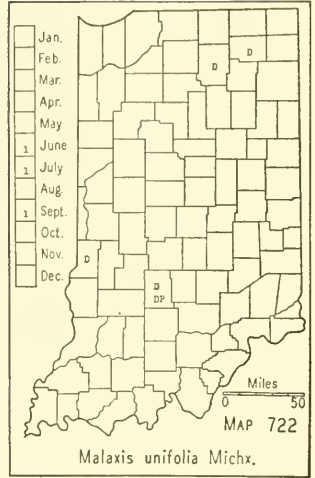 Jan.
Feb.
Mar.
Apr.
May
1 June
1 July
Aug.
1 Sept.
Oct.
Nov.
Dec.
D
D
D
D
DP
Miles
0 50
MAP 722
Malaxis unifolia Michx.